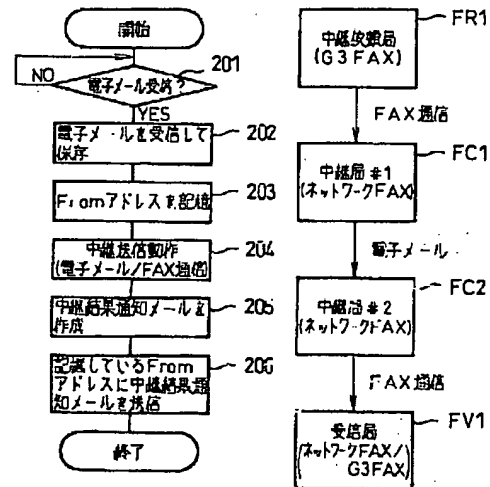 開始
201
電子メール受信?
NO
YES
202
電子メールを受信して
保存
203
Fromアドレスを記憶
204
中継送信動作
(電子メール/FAX通信)
205
中継結果通知メールを
作成
206
記憶しているFrom
アドレスに中継結果通
知メールを送信
終了
FR1
中継依頼局
(G3FAX)
FAX通信
FC1
中継局#1
(ネットワークFAX)
電子メール
FC2
中継局#2
(ネットワークFAX)
FAX通信
FV1
受信局
(ネットワークFAX/
G3FAX)